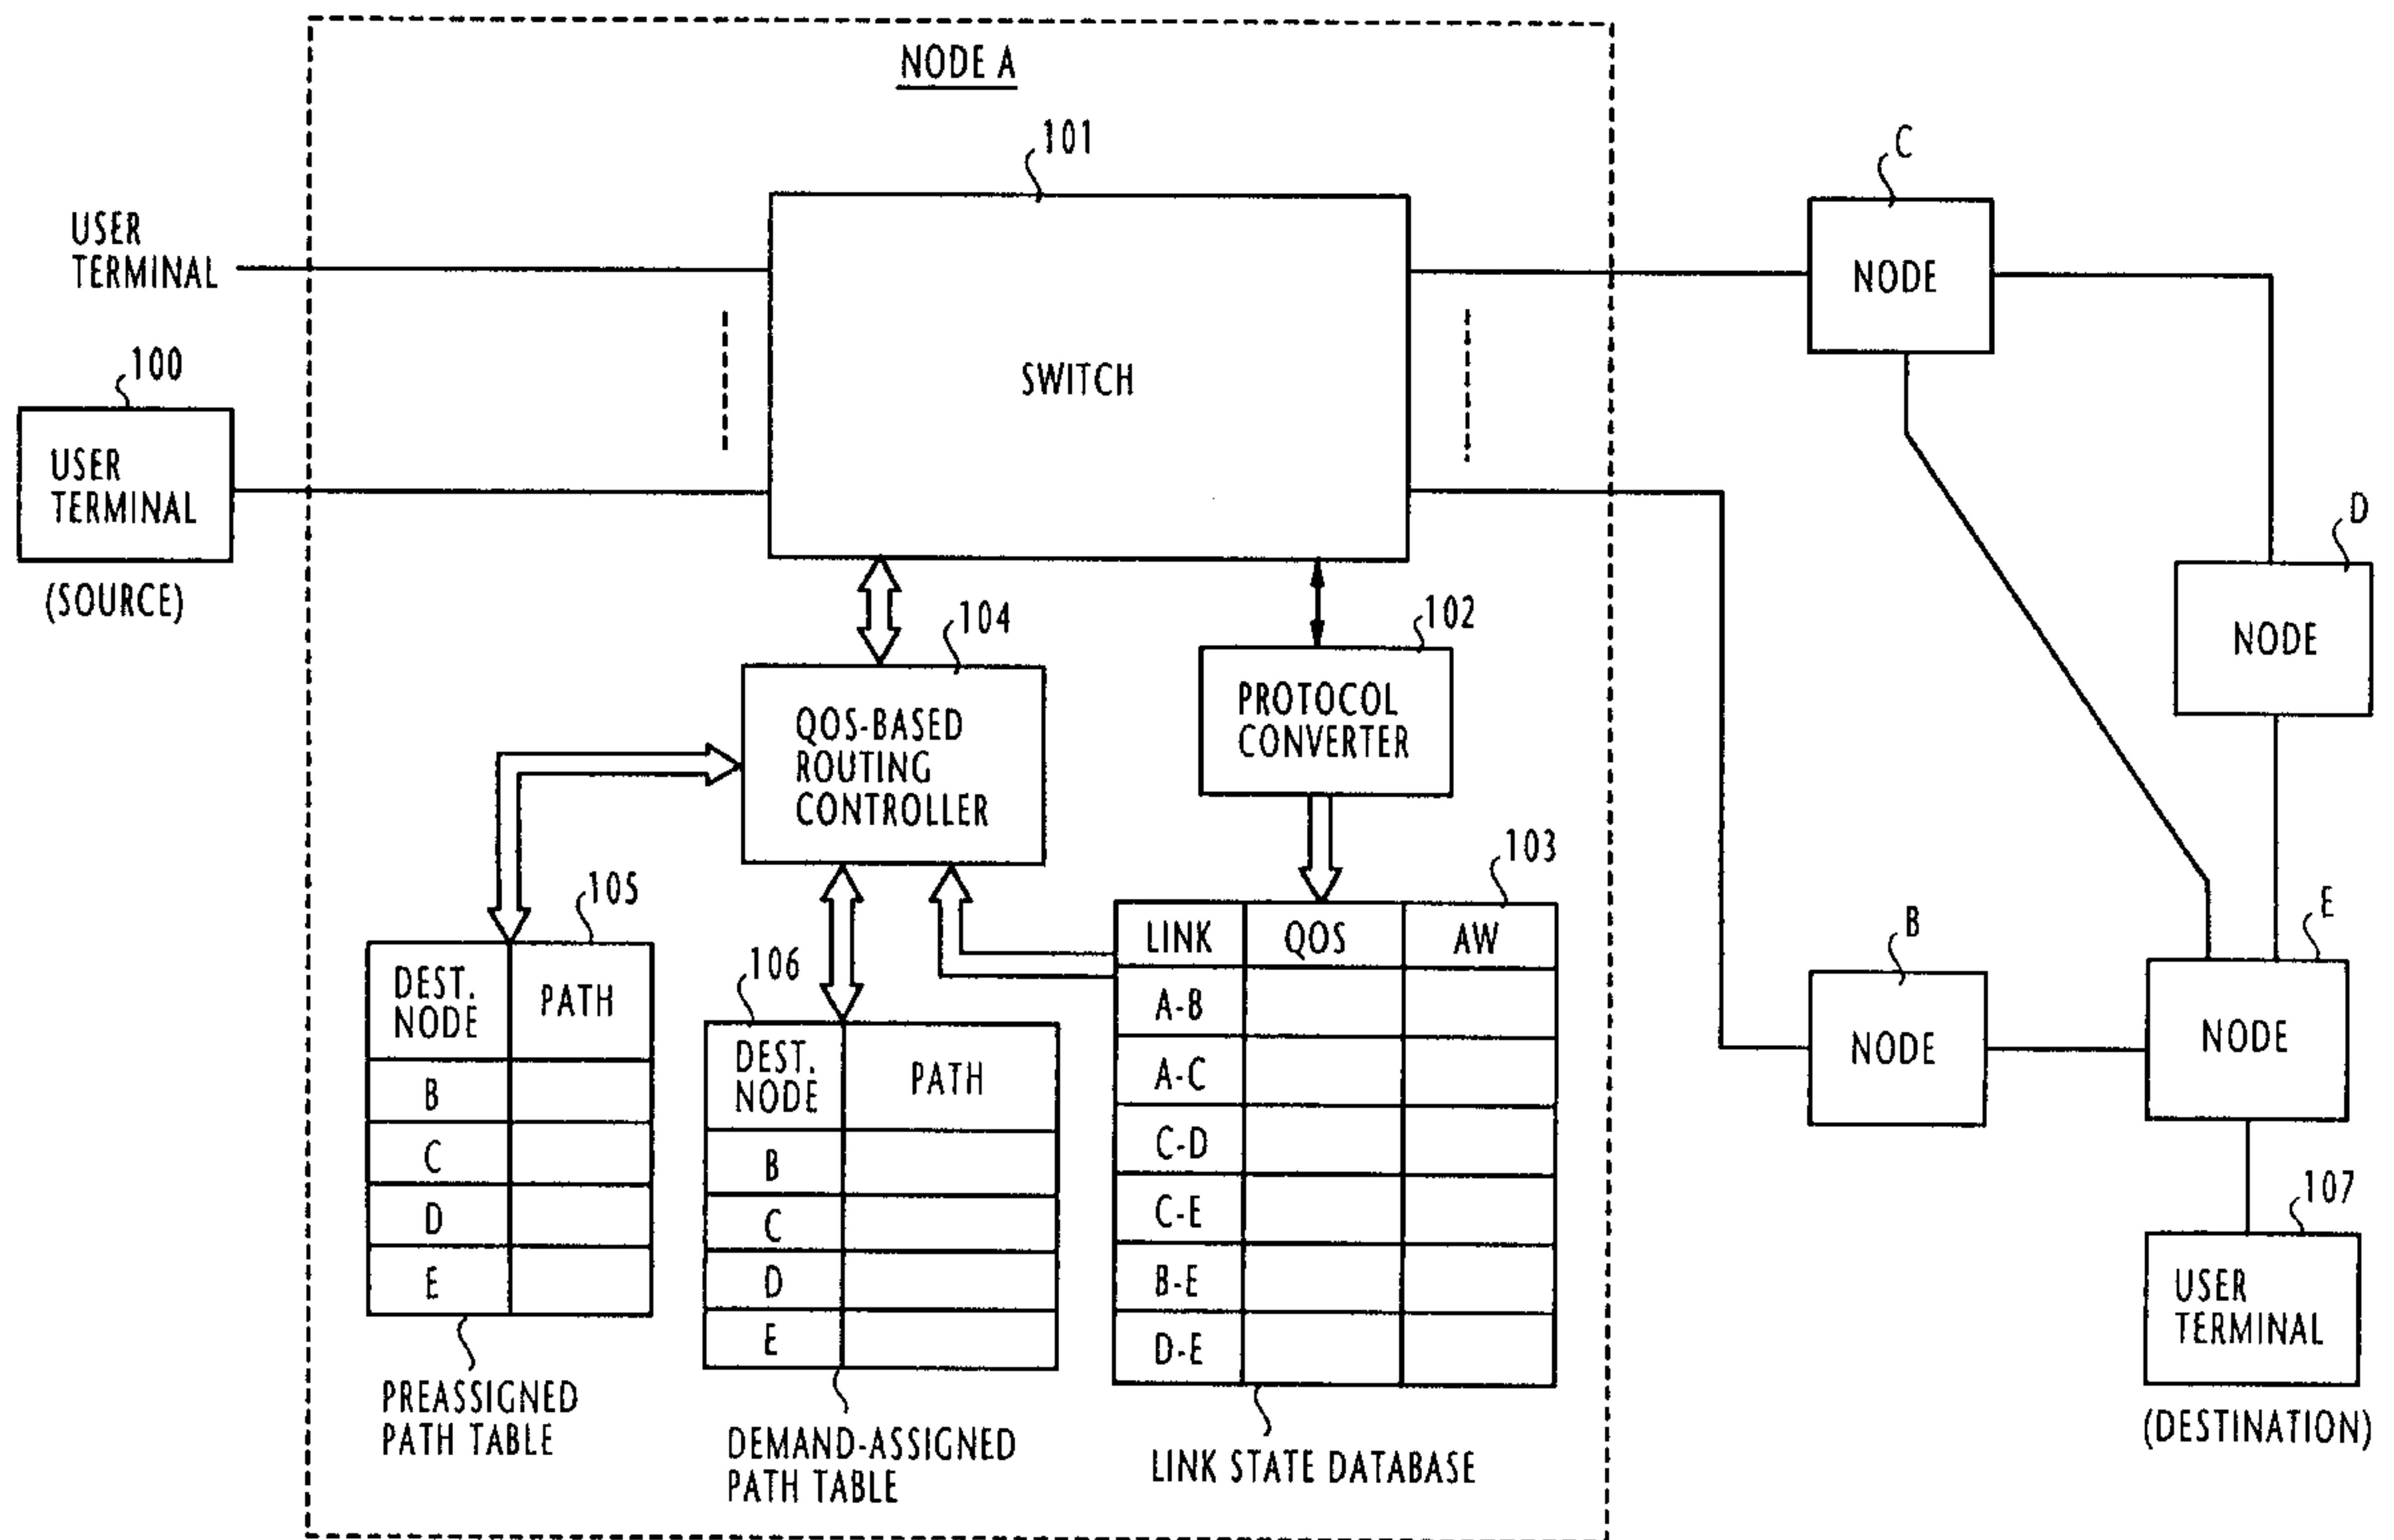 NODE A
101
C
USER
TERMINAL
NODE
100
SWITCH
USER
TERMINAL
(SOURCE)
D
NODE
104
102
QOS-BASED
ROUTING
CONTROLLER
PROTOCOL
CONVERTER
105
103
DEST.
NODE
PATH
B
C
D
E
PREASSIGNED
PATH TABLE
106
DEST.
NODE
PATH
B
C
D
E
DEMAND-ASSIGNED
PATH TABLE
LINK QOS AW
A-B
A-C
C-D
C-E
B-E
D-E
LINK STATE DATABASE
B
NODE
E
NODE
107
USER
TERMINAL
(DESTINATION)